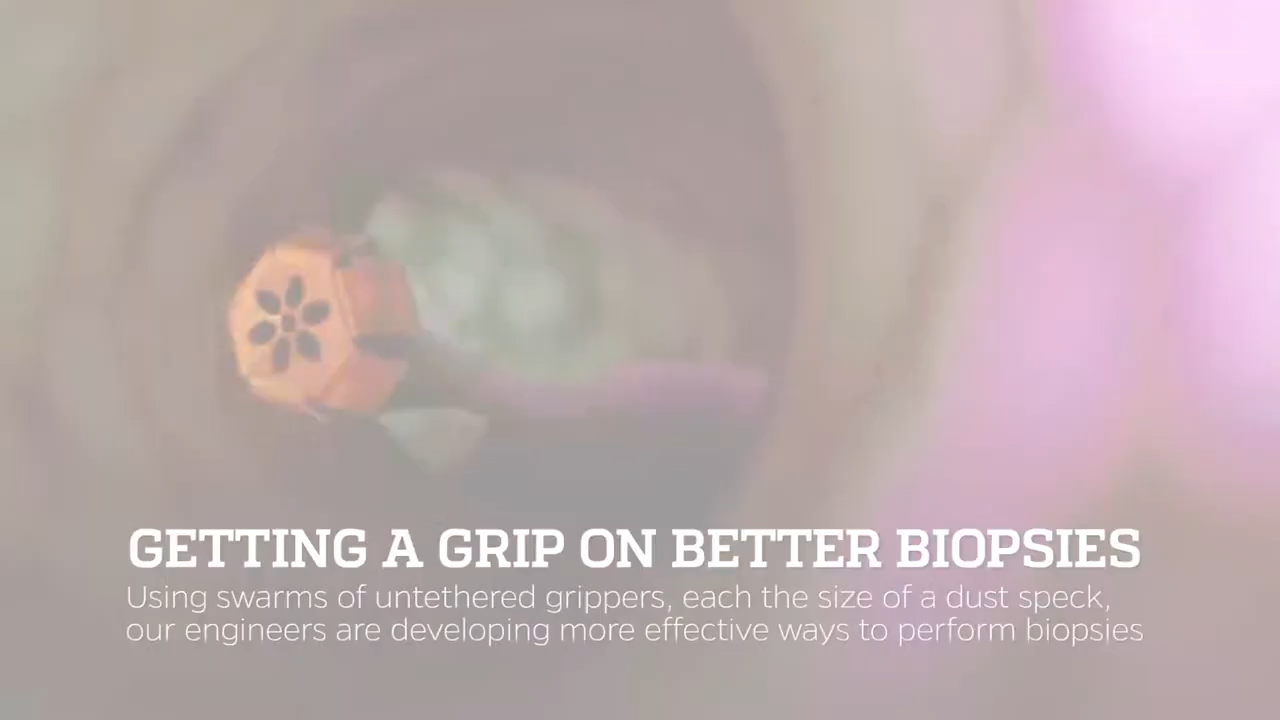 GETTING A GRIP ON BETTER BIOPSIES
Using swarms of untethered grippers, each the size of a dust speck,
our engineers are developing more effective ways to perform biopsies